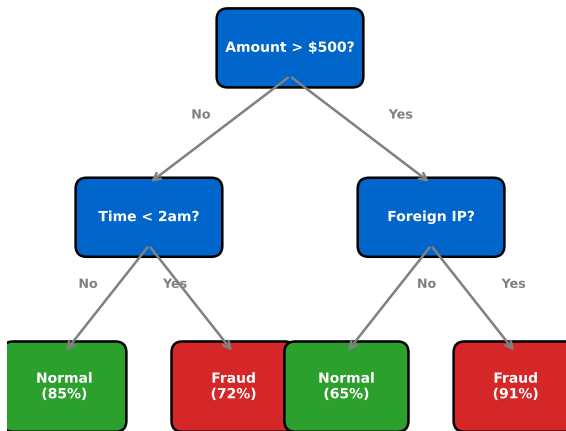 Amount > $500?
No
Yes
Time < 2am?
Foreign IP?
No
Yes
No
Yes
Normal
(85%)
Fraud
(72%)
Normal
(65%)
Fraud
(91%)